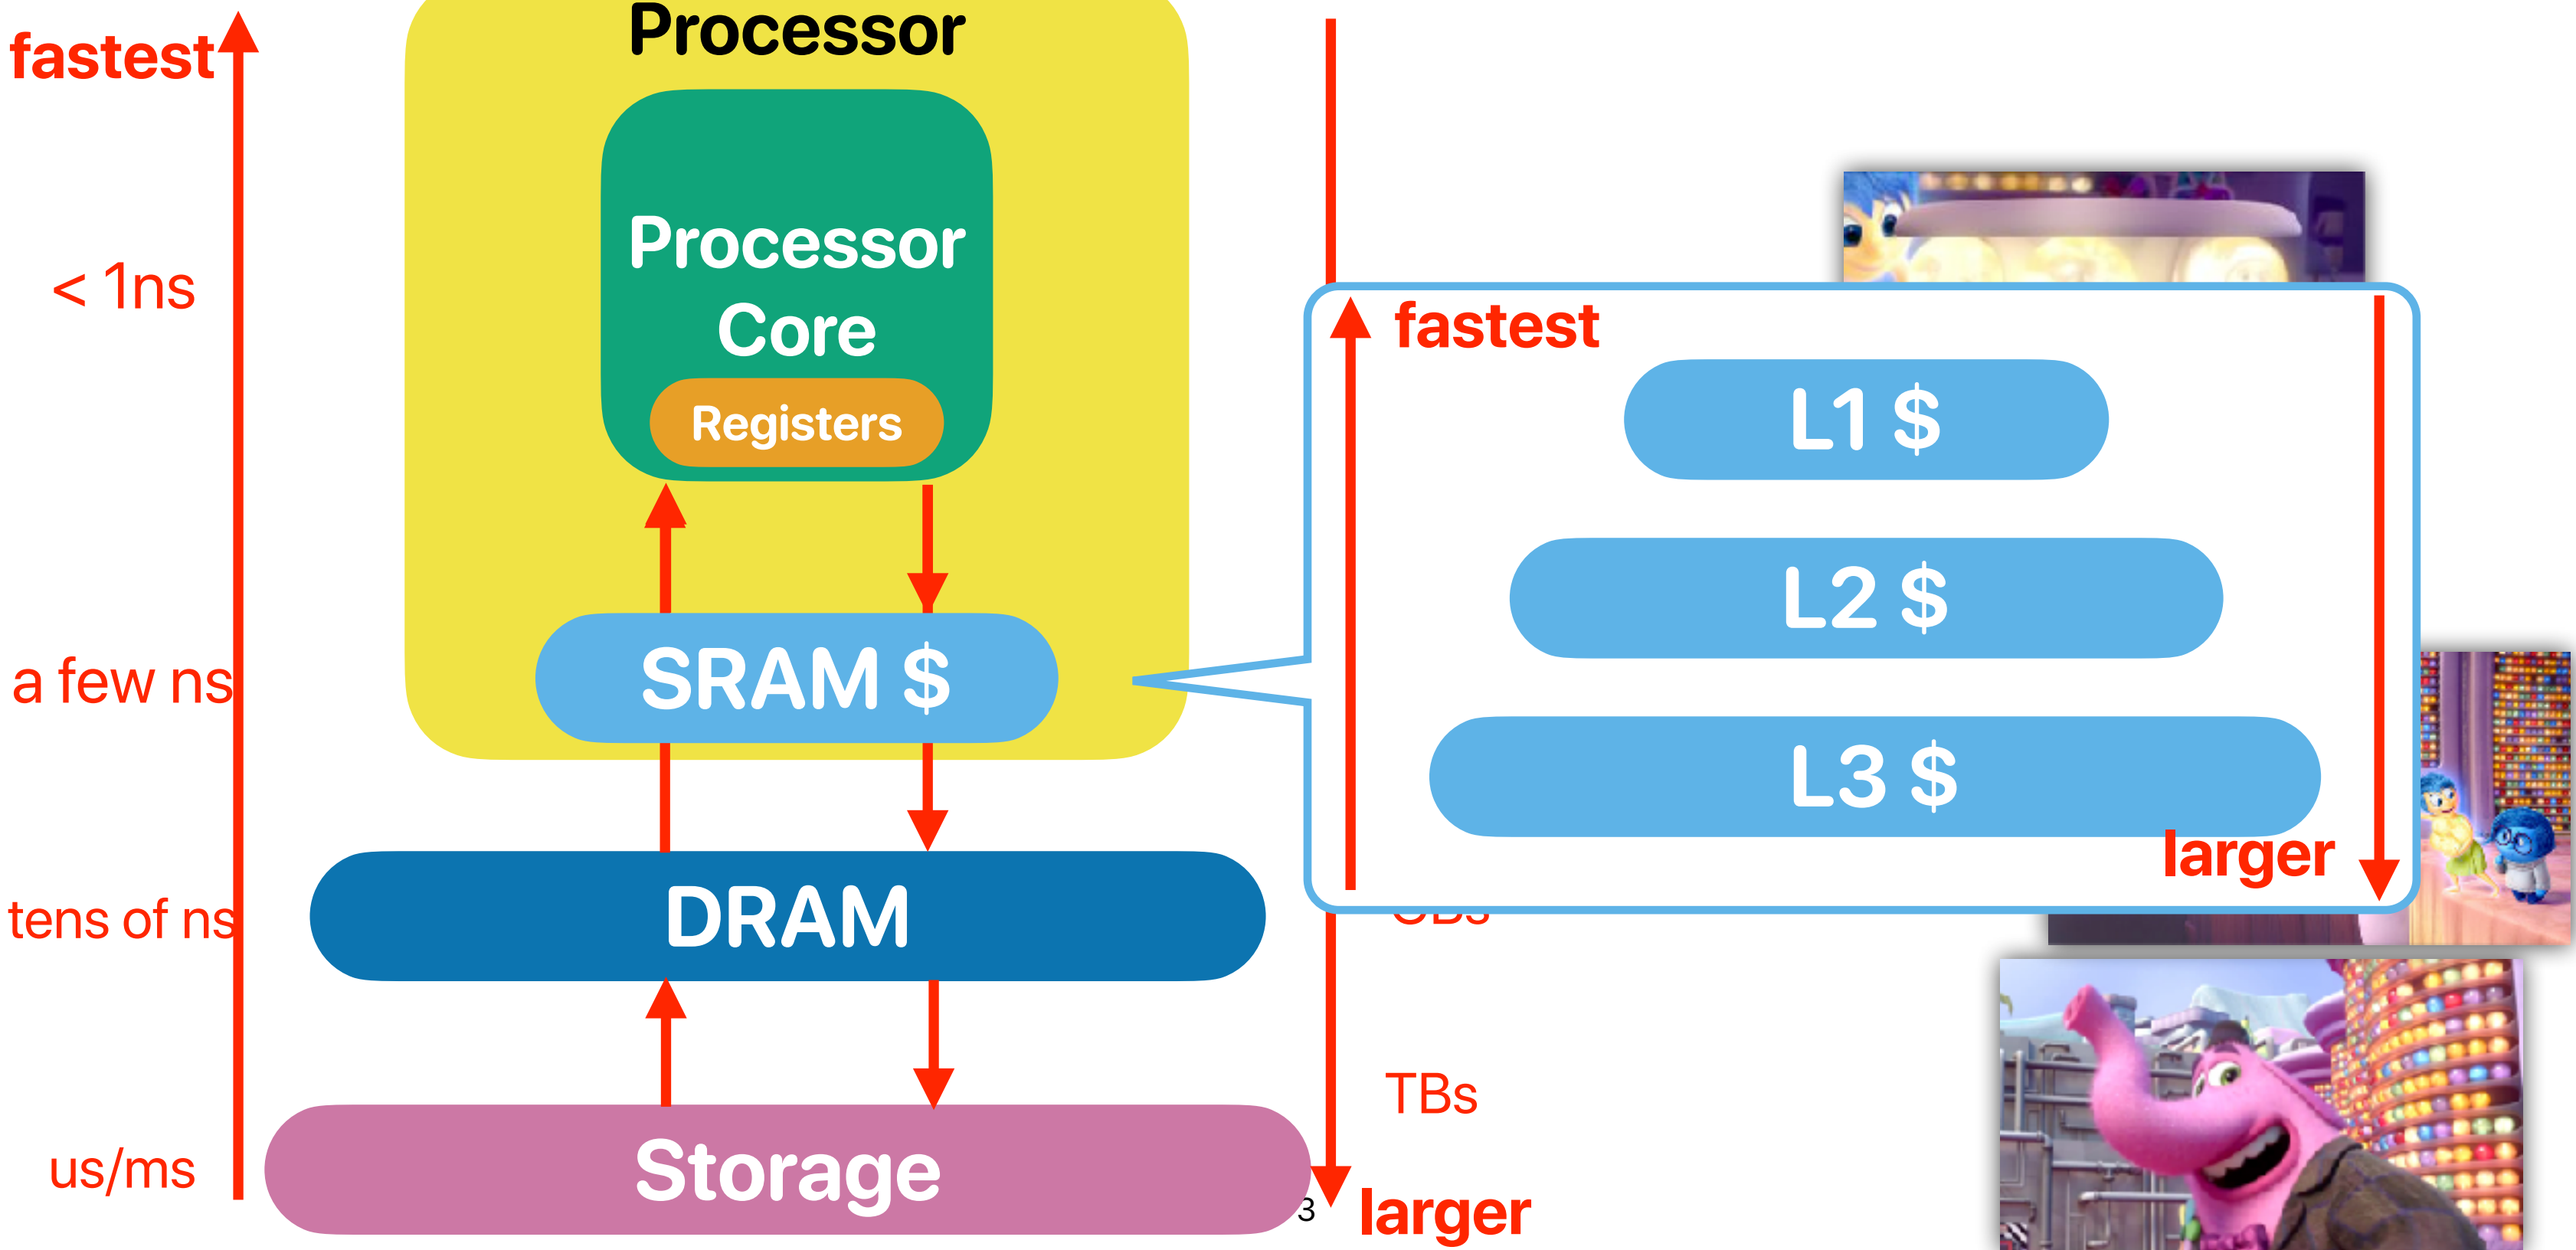 Processor
fastest
< 1ns
Processor
Core
Registers
a few ns
SRAM $
tens of ns
DRAM
us/ms
Storage
fastest
L1 $
L2 $
L3 $
larger
TBs
3
larger